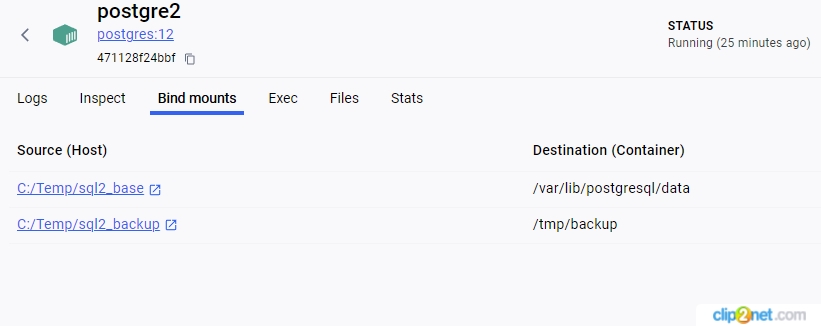 postgre2
postgres:12
471128f24bbf
STATUS
Running (25 minutes ago)
Logs Inspect Bind mounts Exec Files Stats
Source (Host) Destination (Container)
C:/Temp/sql2_base /var/lib/postgresql/data
C:/Temp/sql2_backup /tmp/backup
clip2net.com